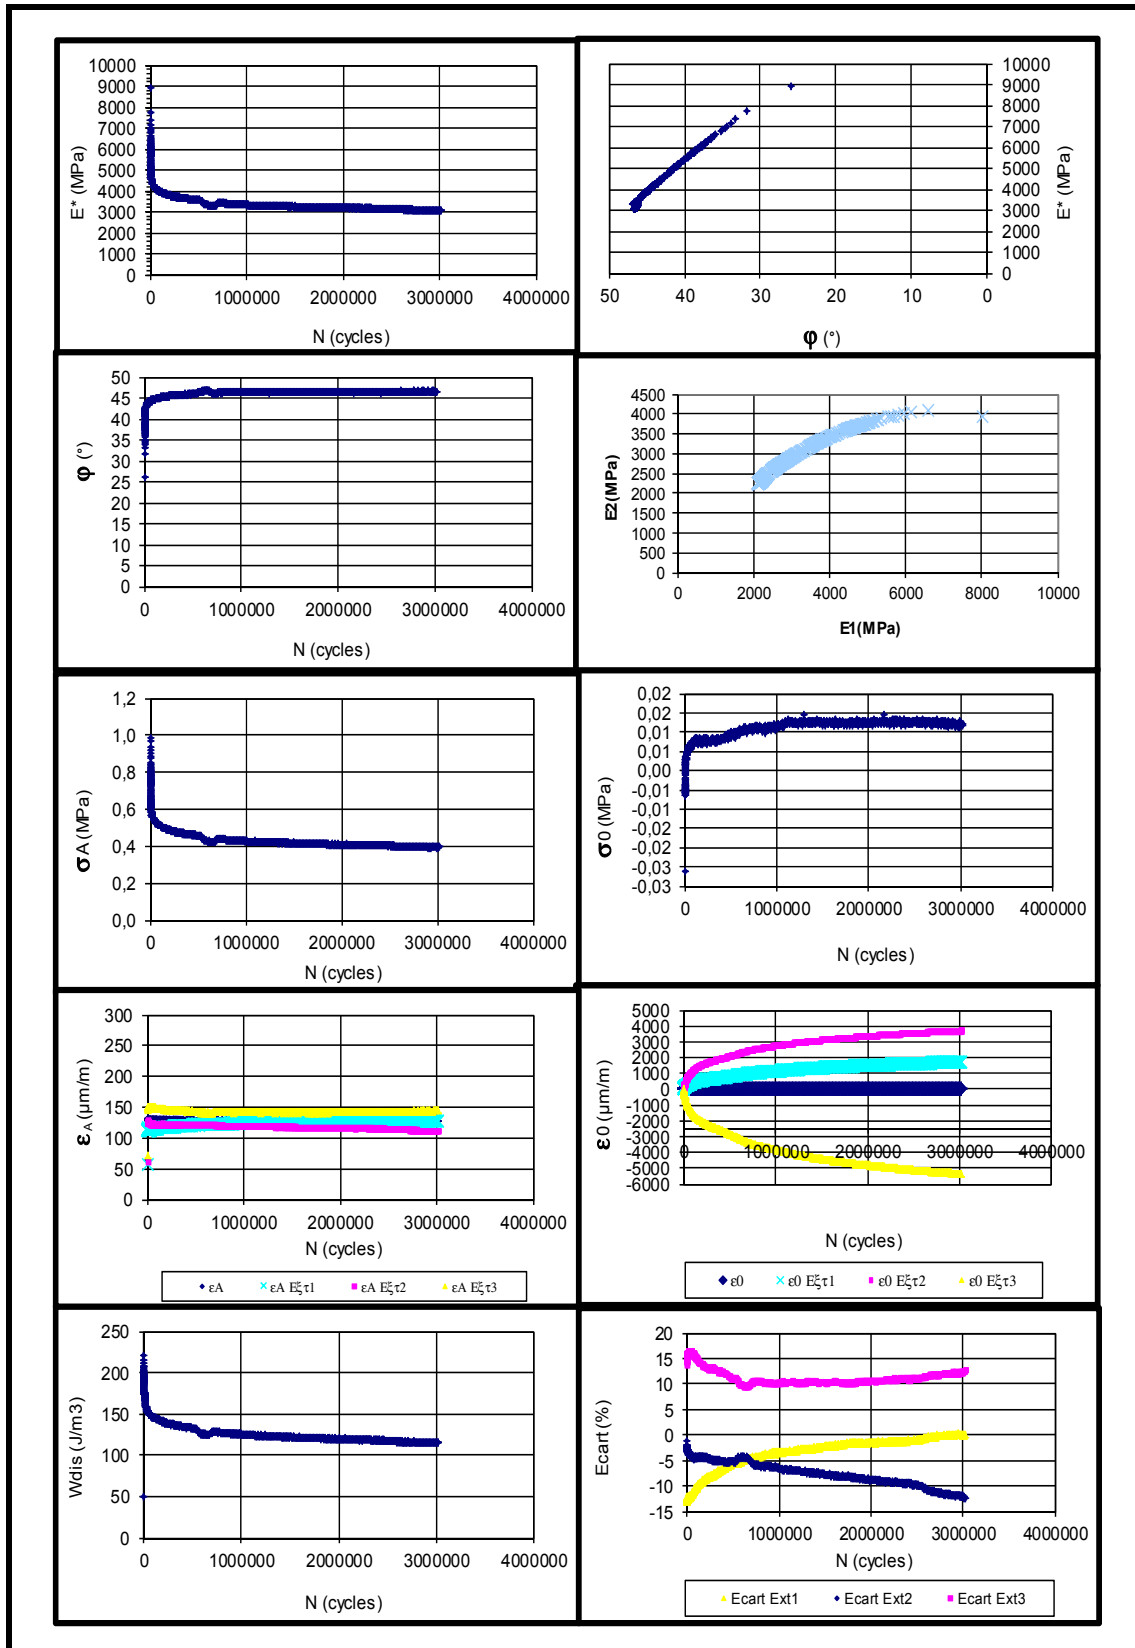 10000
9000
8000
7000
6000
5000
4000
3000
2000
1000
0
E* (MPa)
0 1000000 2000000 3000000 4000000
N (cycles)
10000
9000
8000
7000
6000
5000
4000
3000
2000
1000
0
E* (MPa)
50 40 30 20 10 0
φ (°)
50
45
40
35
30
25
20
15
10
5
0
φ (°)
0 1000000 2000000 3000000 4000000
N (cycles)
4500
4000
3500
3000
2500
2000
1500
1000
500
0
E2(MPa)
0 2000 4000 6000 8000 10000
E1(MPa)
1,2
1,0
0,8
0,6
0,4
0,2
0,0
σA (MPa)
0 1000000 2000000 3000000 4000000
N (cycles)
0,02
0,02
0,01
0,01
0,00
-0,01
-0,01
-0,02
-0,02
-0,03
-0,03
σ0 (MPa)
0 1000000 2000000 3000000 4000000
N (cycles)
300
250
200
150
100
50
0
εA (µm/m)
0 1000000 2000000 3000000 4000000
N (cycles)
εA εA Eξτ1 εA Eξτ2 εA Eξτ3
5000
4000
3000
2000
1000
0
-1000
-2000
-3000
-4000
-5000
-6000
ε0 (µm/m)
0 1000000 2000000 3000000 4000000
N (cycles)
ε0 ε0 Eξτ1 ε0 Eξτ2 ε0 Eξτ3
250
200
150
100
50
0
Wdis (J/m3)
0 1000000 2000000 3000000 4000000
N (cycles)
20
15
10
5
0
-5
-10
-15
Ecart (%)
0 1000000 2000000 3000000 4000000
N (cycles)
Ecart Ext1 Ecart Ext2 Ecart Ext3